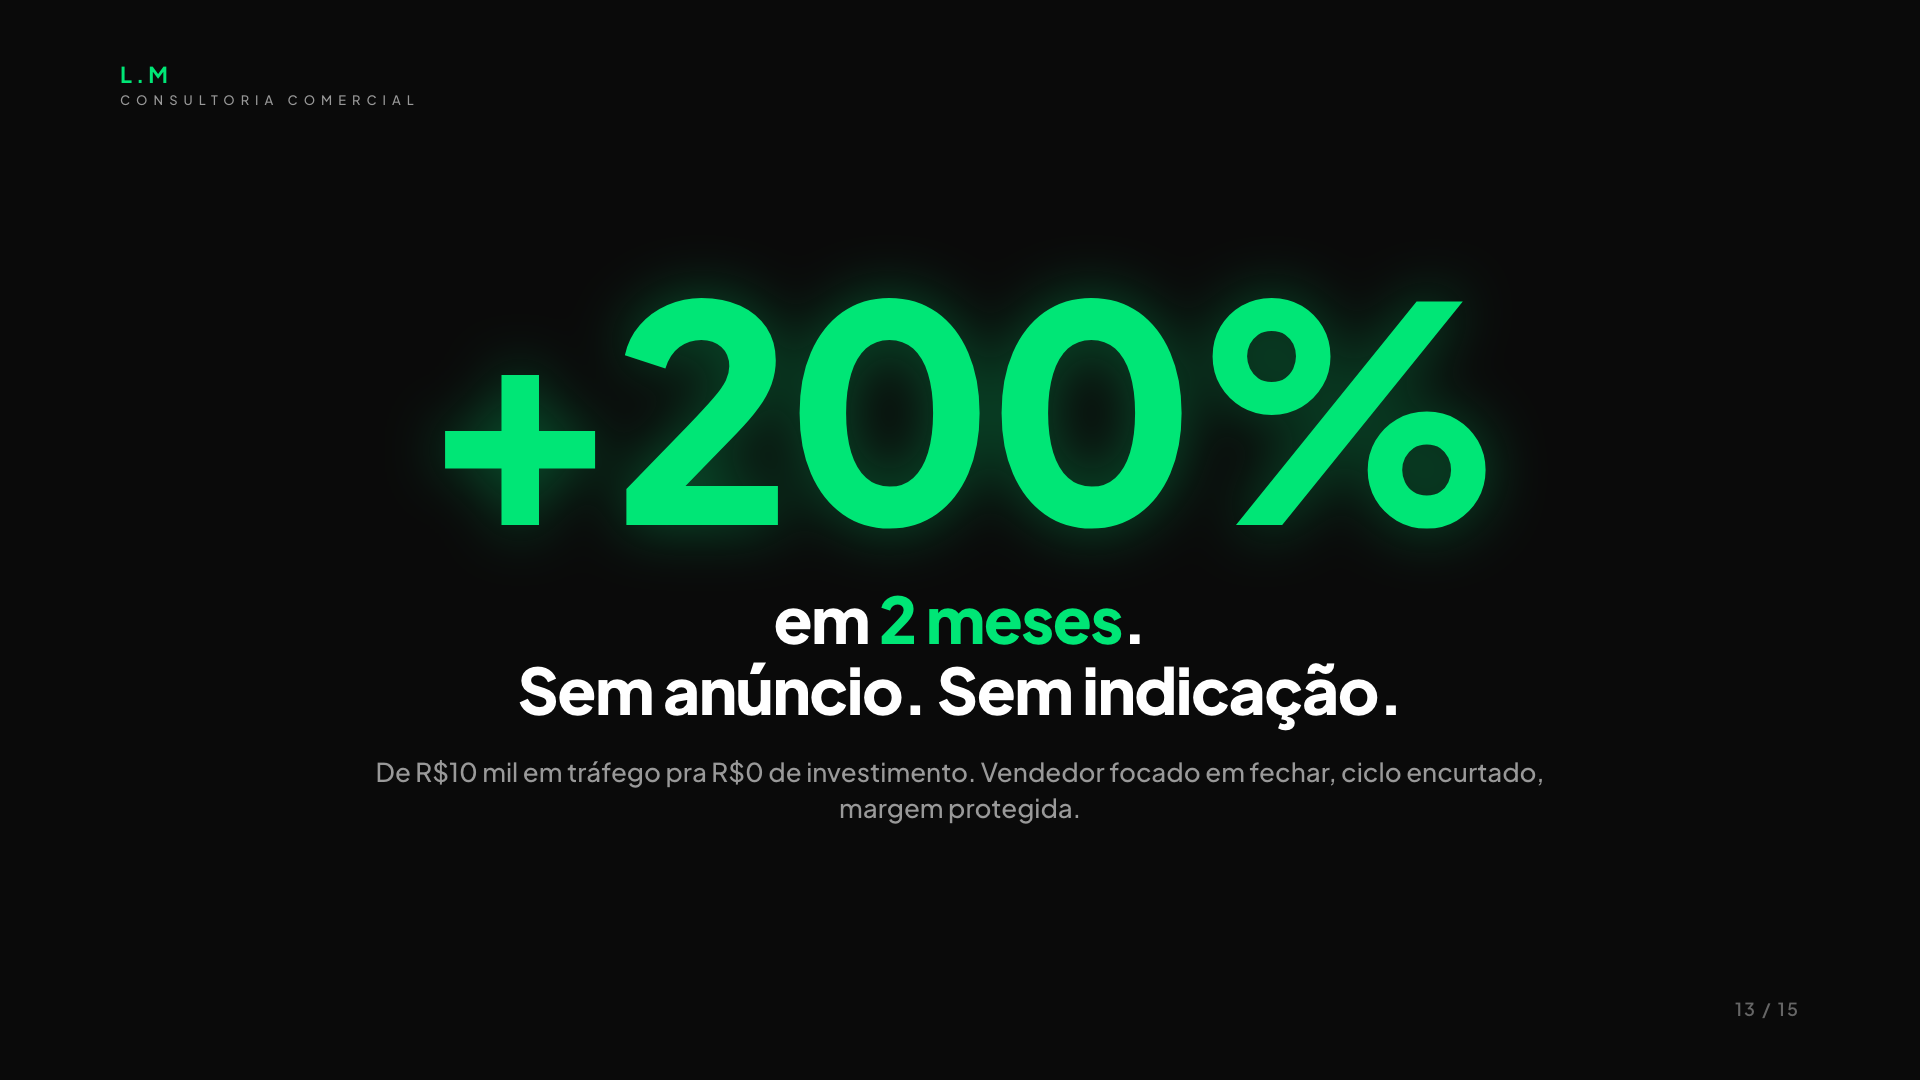 L.M
CONSULTORIA COMERCIAL
+200%
em 2 meses.
Sem anúncio. Sem indicação.
De R$10 mil em tráfego pra R$0 de investimento. Vendedor focado em fechar, ciclo encurtado,
margem protegida.
13 / 15